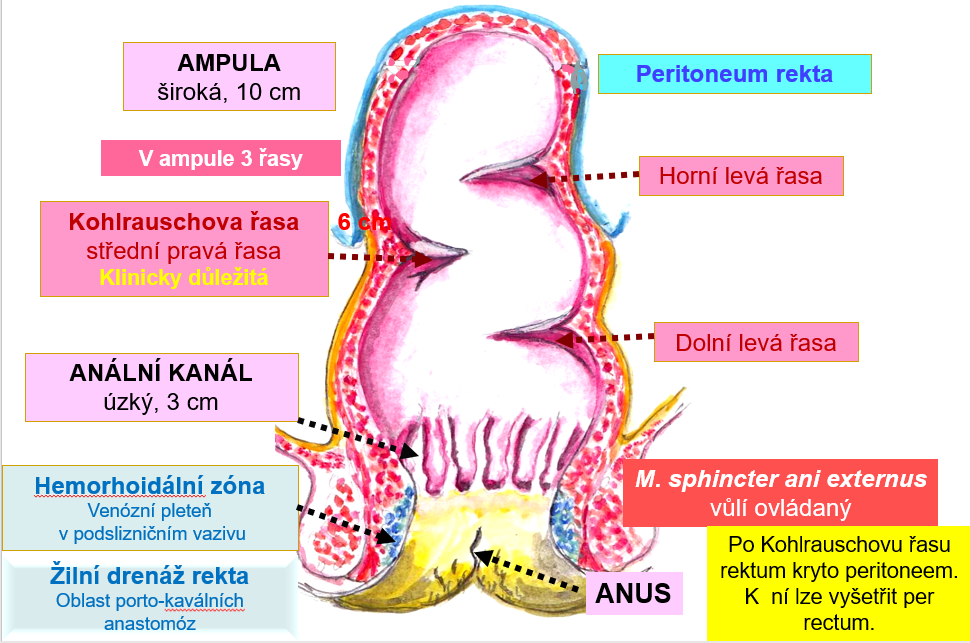 AMPULA
široká, 10 cm
Peritoneum rekta
V ampule 3 řasy
Horní levá řasa
Kohlrauschova řasa
6 cm
střední pravá řasa
Klinicky důležitá
Dolní levá řasa
ANÁLNÍ KANÁL
úzký, 3 cm
Hemorhoidální zóna
Venózní pleteň
v podslizničním vazivu
M. sphincter ani externus
vůlí ovládaný
Žilní drenáž rekta
Oblast porto-kaválních
anastomóz
ANUS
Po Kohlrauschovu řasu
rektum kryto peritoneem.
K  ní lze vyšetřit per
rectum.